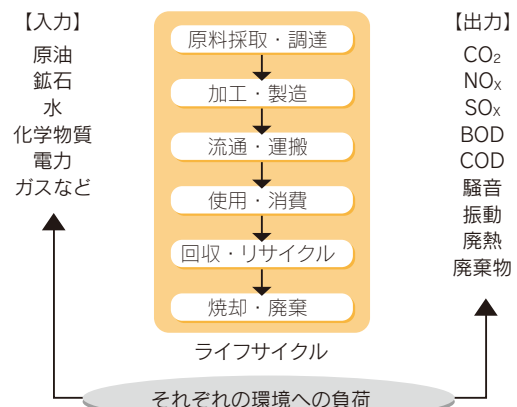 【入力】
原油
鉱石
水
化学物質
電力
ガスなど
原料採取・調達
加工・製造
流通・運搬
使用・消費
回収・リサイクル
焼却・廃棄
ライフサイクル
【出力】
CO₂
NOx
SOx
BOD
COD
騒音
振動
廃熱
廃棄物
それぞれの環境への負荷